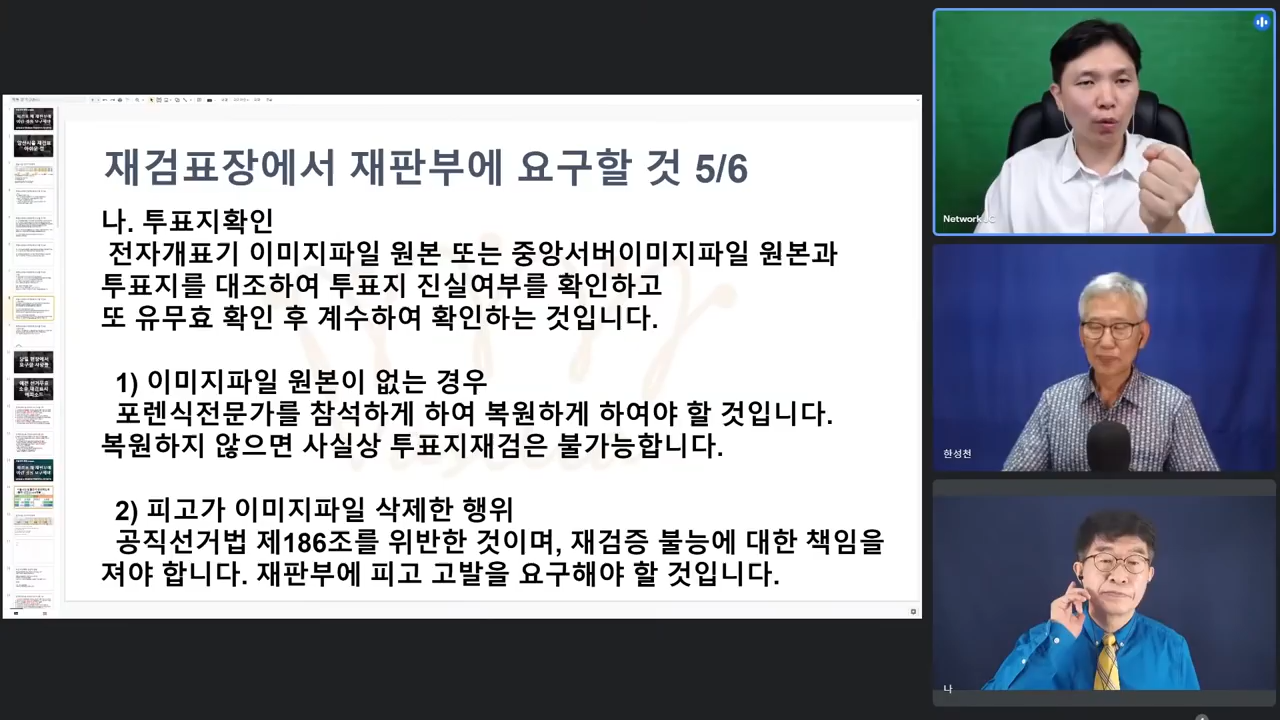 재검표장에서 재판부에 요구할 것 5/6
나. 투표지확인
전자개표기 이미지파일 원본 또는 중앙서버이미지파일 원본과
투표지를 대조하여 투표지 진실여부를 확인하고
또 유무효 확인 후 계수하여 확인하는 것입니다.
1) 이미지파일 원본이 없는 경우
포렌식전문가를 참석하게 하여 복원하게 하여야 할 것입니다.
복원하지 않으면 사실상 투표지재검은 불가능합니다.
2) 피고가 이미지파일 삭제한 행위
공직선거법 제186조를 위반한 것이며, 재검증 불능에 대한 책임을
져야 합니다. 재판부에 피고 고발을 요구해야 할 것입니다.
Network JC
한성천
나